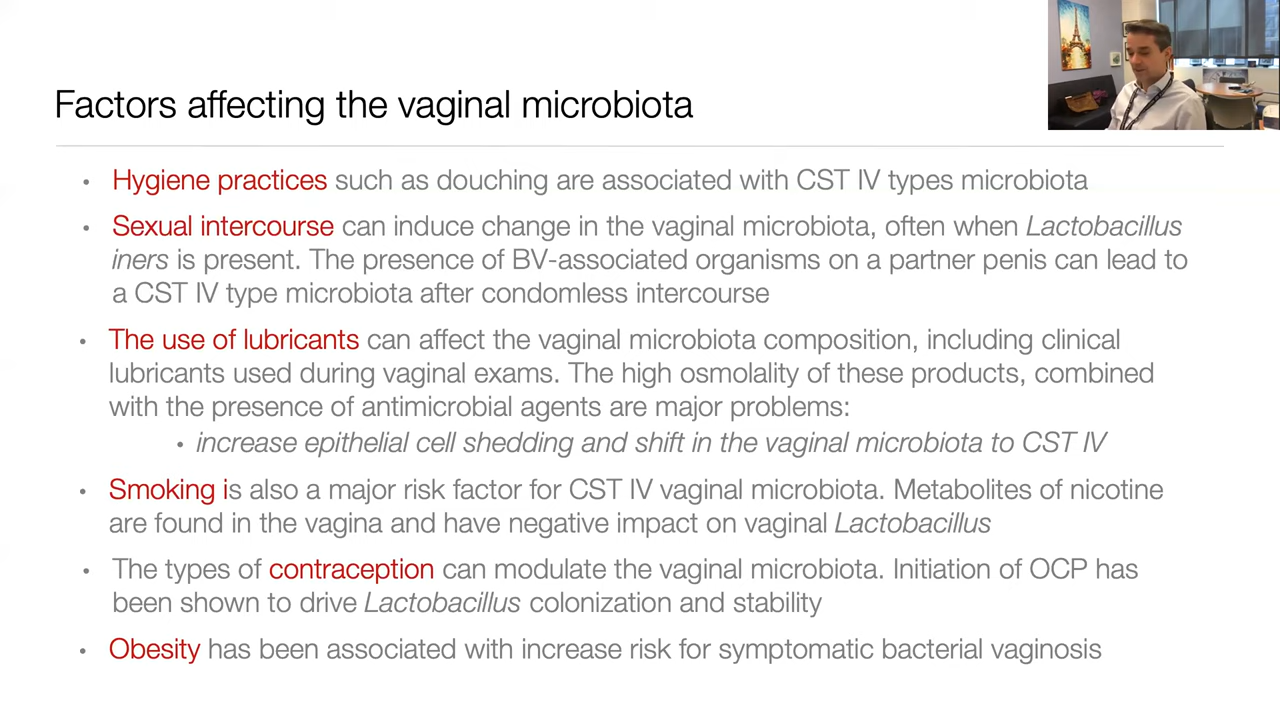 Factors affecting the vaginal microbiota
• Hygiene practices such as douching are associated with CST IV types microbiota
• Sexual intercourse can induce change in the vaginal microbiota, often when Lactobacillus
iners is present. The presence of BV-associated organisms on a partner penis can lead to
a CST IV type microbiota after condomless intercourse
• The use of lubricants can affect the vaginal microbiota composition, including clinical
lubricants used during vaginal exams. The high osmolality of these products, combined
with the presence of antimicrobial agents are major problems:
• increase epithelial cell shedding and shift in the vaginal microbiota to CST IV
• Smoking is also a major risk factor for CST IV vaginal microbiota. Metabolites of nicotine
are found in the vagina and have negative impact on vaginal Lactobacillus
• The types of contraception can modulate the vaginal microbiota. Initiation of OCP has
been shown to drive Lactobacillus colonization and stability
• Obesity has been associated with increase risk for symptomatic bacterial vaginosis